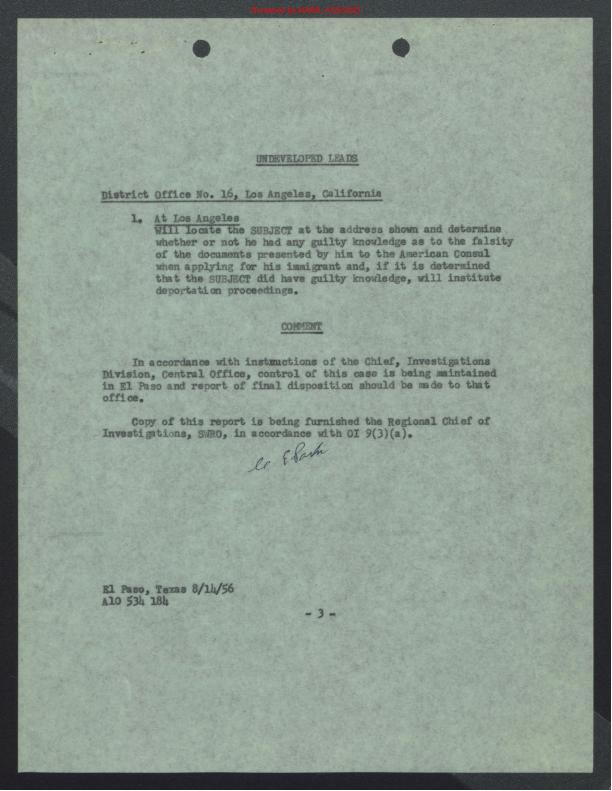 UNDEVELOPED LEADS
District Office No. 16, Los Angeles, California
1. At Los Angeles
Will locate the SUBJECT at the address shown and determine
whether or not he had any guilty knowledge as to the falsity
of the documents presented by him to the American Consul
when applying for his immigrant and, if it is determined
that the SUBJECT did have guilty knowledge, will institute
deportation proceedings.
COMMENT
In accordance with instructions of the Chief, Investigations
Division, Central Office, control of this case is being maintained
in El Paso and report of final disposition should be made to that
office.
Copy of this report is being furnished the Regional Chief of
Investigations, SWRO, in accordance with OI 9(3)(a).
El Paso, Texas 8/14/56
A10 534 184
- 3 -